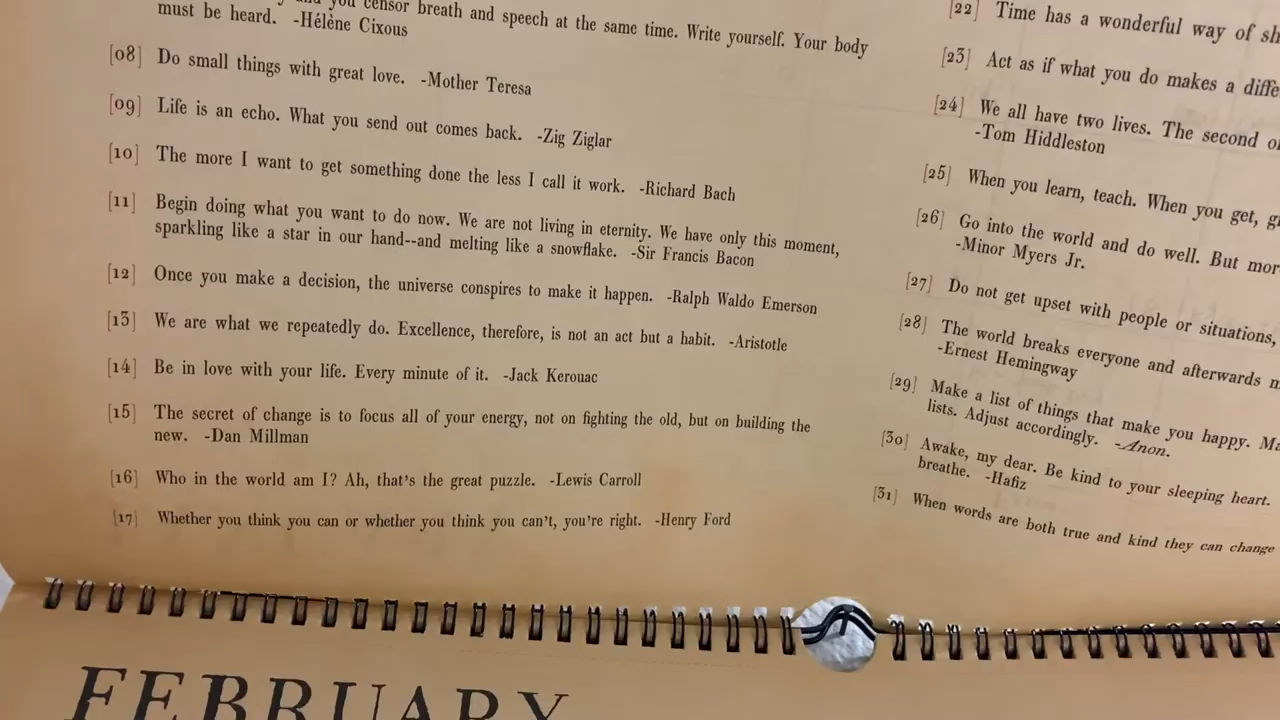 you censor breath and speech at the same time. Write yourself. Your body
must be heard. -Hélène Cixous
[08] Do small things with great love. -Mother Teresa
[09] Life is an echo. What you send out comes back. -Zig Ziglar
[10] The more I want to get something done the less I call it work. -Richard Bach
[11] Begin doing what you want to do now. We are not living in eternity. We have only this moment,
sparkling like a star in our hand--and melting like a snowflake. -Sir Francis Bacon
[12] Once you make a decision, the universe conspires to make it happen. -Ralph Waldo Emerson
[13] We are what we repeatedly do. Excellence, therefore, is not an act but a habit. -Aristotle
[14] Be in love with your life. Every minute of it. -Jack Kerouac
[15] The secret of change is to focus all of your energy, not on fighting the old, but on building the
new. -Dan Millman
[16] Who in the world am I? Ah, that's the great puzzle. -Lewis Carroll
[17] Whether you think you can or whether you think you can't, you're right. -Henry Ford
[22] Time has a wonderful way of
[23] Act as if what you do makes a
[24] We all have two lives. The second
-Tom Hiddleston
[25] When you learn, teach. When you get,
[26] Go into the world and do well. But
-Minor Myers Jr.
[27] Do not get upset with people or situations,
[28] The world breaks everyone and afterwards
-Ernest Hemingway
[29] Make a list of things that make you happy.
lists. Adjust accordingly. -Anon.
[30] Awake, my dear. Be kind to your sleeping heart.
breathe. -Hafiz
[31] When words are both true and kind they can change
FEBRUARY